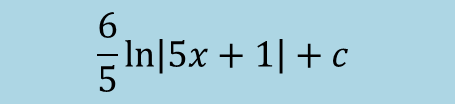 6/5 ln|5x + 1| + c